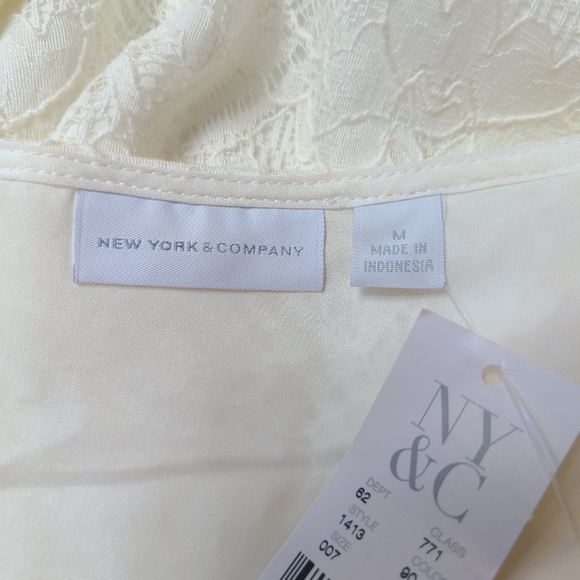 NEW YORK & COMPANY
M
MADE IN
INDONESIA
NY
&C
DEPT
62
CLASS
771
STYLE
1413
SIZE
007